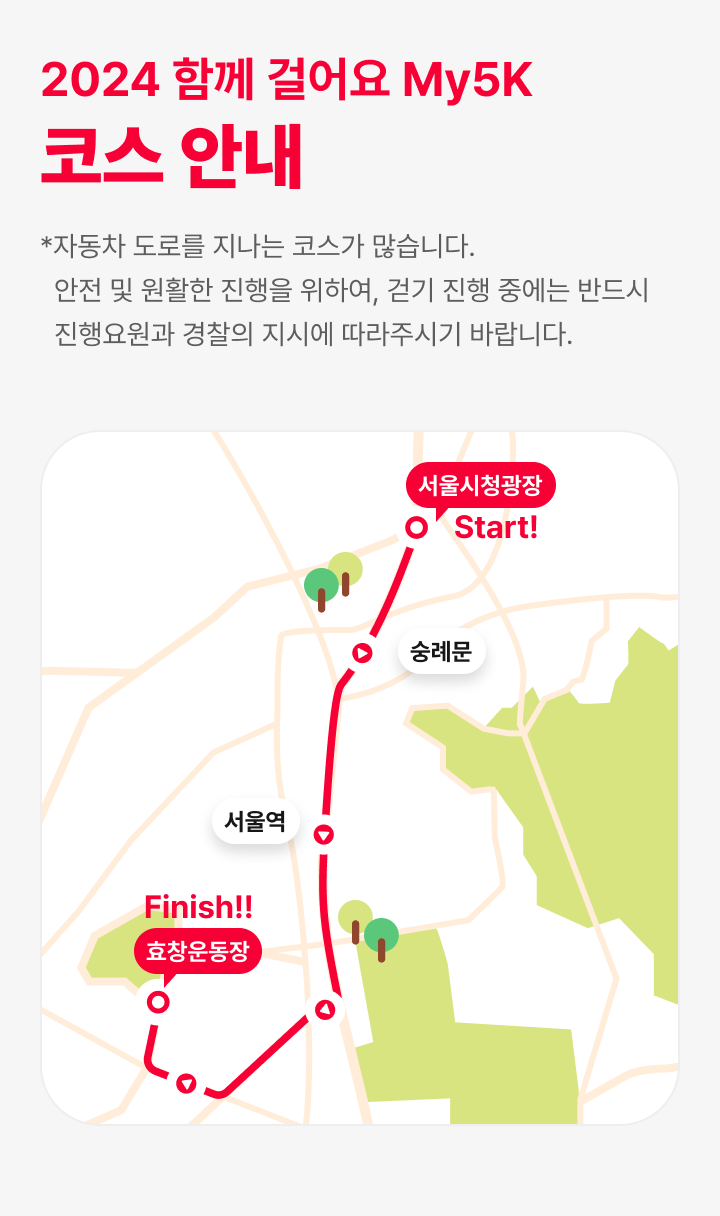 2024 함께 걸어요 My5K
코스 안내
*자동차 도로를 지나는 코스가 많습니다.
안전 및 원활한 진행을 위하여, 걷기 진행 중에는 반드시
진행요원과 경찰의 지시에 따라주시기 바랍니다.
서울시청광장
Start!
숭례문
서울역
Finish!!
효창운동장